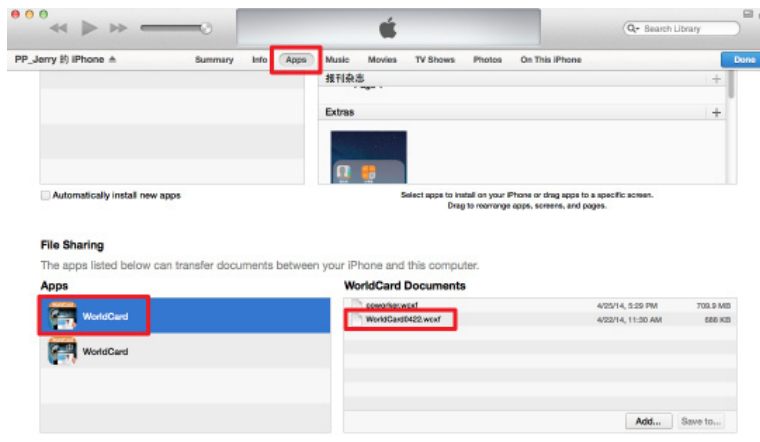 Search Library
PP_Jerry 的 iPhone Summary Info Apps Music Movies TV Shows Photos On This iPhone Done
报刊杂志
Extras
Automatically install new apps
Select apps to install on your iPhone or drag apps to a specific screen.
Drag to rearrange apps, screens, and pages.
File Sharing
The apps listed below can transfer documents between your iPhone and this computer.
Apps WorldCard Documents
WorldCard coworker.wcxf 4/25/14, 5:29 PM 709.9 MB
WorldCard0422.wcxf 4/22/14, 11:30 AM 688 KB
WorldCard
Add... Save to...